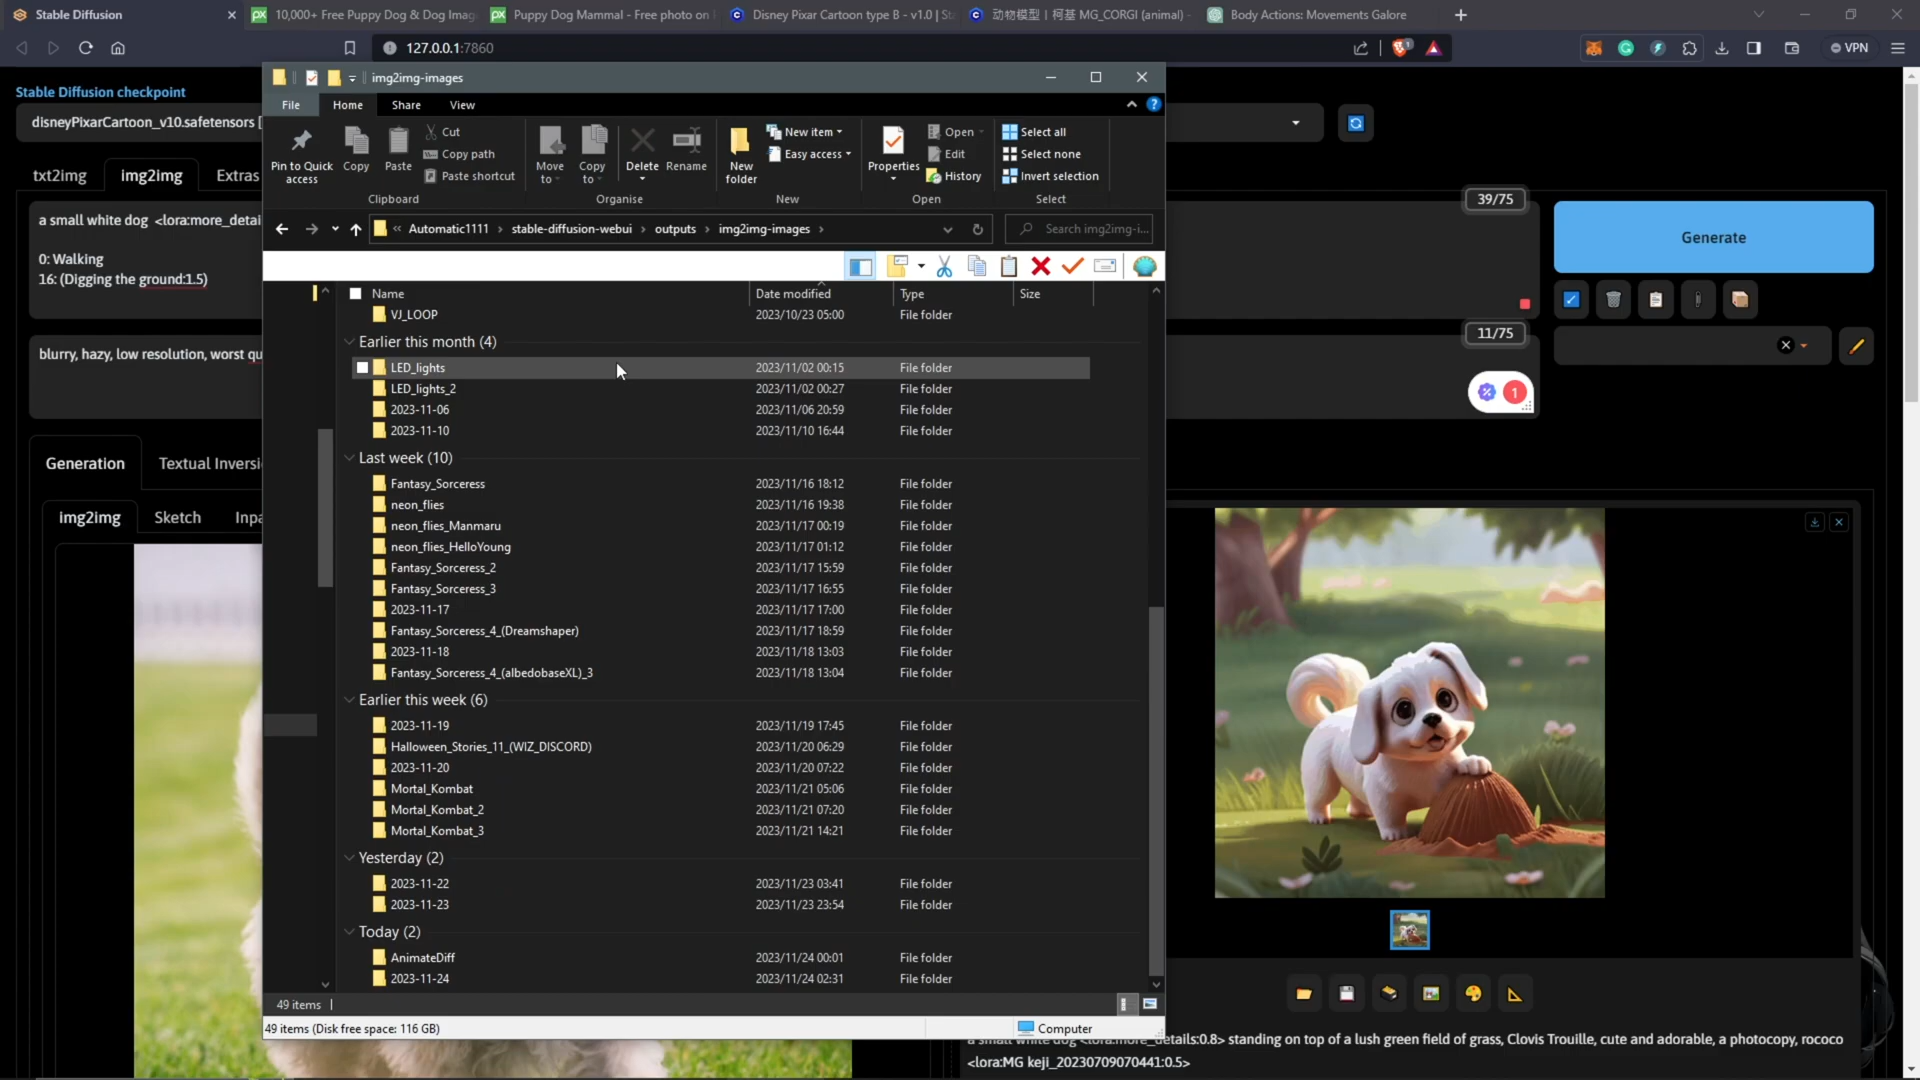 Stable Diffusion
10,000+ Free Puppy Dog & Dog Imag
Puppy Dog Mammal - Free photo on
Disney Pixar Cartoon type B - v1.0 | St
动物模型丨柯基 MG_CORGI (animal) -
Body Actions: Movements Galore
127.0.0.1:7860
VPN
img2img-images
File
Home
Share
View
Pin to Quick access
Copy
Paste
Cut
Copy path
Paste shortcut
Move to
Copy to
Delete
Rename
New folder
New item
Easy access
Properties
Open
Edit
History
Select all
Select none
Invert selection
Clipboard
Organise
New
Open
Select
Automatic1111 › stable-diffusion-webui › outputs › img2img-images ›
Search img2img-i...
Name Date modified Type Size
VJ_LOOP 2023/10/23 05:00 File folder
Earlier this month (4)
LED_lights 2023/11/02 00:15 File folder
LED_lights_2 2023/11/02 00:27 File folder
2023-11-06 2023/11/06 20:59 File folder
2023-11-10 2023/11/10 16:44 File folder
Last week (10)
Fantasy_Sorceress 2023/11/16 18:12 File folder
neon_flies 2023/11/16 19:38 File folder
neon_flies_Manmaru 2023/11/17 00:19 File folder
neon_flies_HelloYoung 2023/11/17 01:12 File folder
Fantasy_Sorceress_2 2023/11/17 15:59 File folder
Fantasy_Sorceress_3 2023/11/17 16:55 File folder
2023-11-17 2023/11/17 17:00 File folder
Fantasy_Sorceress_4_(Dreamshaper) 2023/11/17 18:59 File folder
2023-11-18 2023/11/18 13:03 File folder
Fantasy_Sorceress_4_(albedobaseXL)_3 2023/11/18 13:04 File folder
Earlier this week (6)
2023-11-19 2023/11/19 17:45 File folder
Halloween_Stories_11_(WIZ_DISCORD) 2023/11/20 06:29 File folder
2023-11-20 2023/11/20 07:22 File folder
Mortal_Kombat 2023/11/21 05:06 File folder
Mortal_Kombat_2 2023/11/21 07:20 File folder
Mortal_Kombat_3 2023/11/21 14:21 File folder
Yesterday (2)
2023-11-22 2023/11/23 03:41 File folder
2023-11-23 2023/11/23 23:54 File folder
Today (2)
AnimateDiff 2023/11/24 00:01 File folder
2023-11-24 2023/11/24 02:31 File folder
49 items
49 items (Disk free space: 116 GB)
Computer
Stable Diffusion checkpoint
disneyPixarCartoon_v10.safetensors [
txt2img
img2img
Extras
a small white dog <lora:more_detai
0: Walking
16: (Digging the ground:1.5)
blurry, hazy, low resolution, worst qu
Generation
Textual Inversi
img2img
Sketch
Inpa
39/75
Generate
11/75
1
a small white dog <lora:more_details:0.8> standing on top of a lush green field of grass, Clovis Trouille, cute and adorable, a photocopy, rococo
<lora:MG keji_20230709070441:0.5>